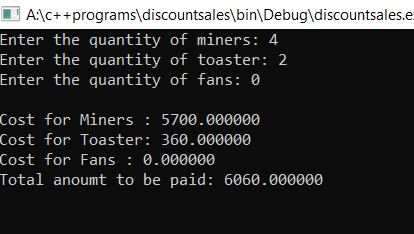 A:\c++programs\discountsales\bin\Debug\discountsales.e
Enter the quantity of miners: 4
Enter the quantity of toaster: 2
Enter the quantity of fans: 0
Cost for Miners : 5700.000000
Cost for Toaster: 360.000000
Cost for Fans : 0.000000
Total anoumt to be paid: 6060.000000